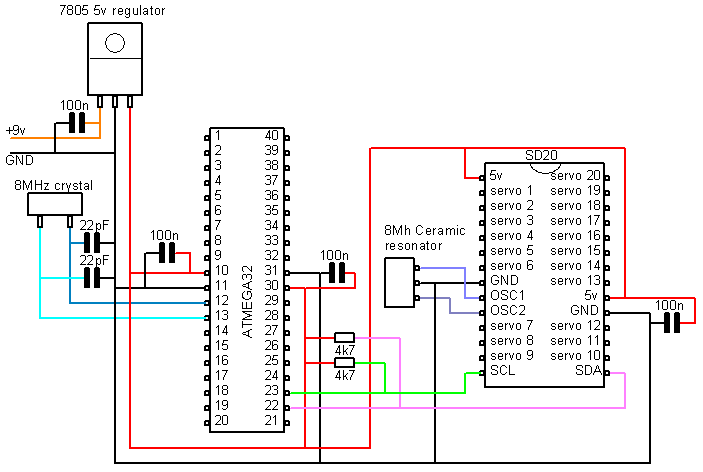 7805 5v regulator
100n
+9v
GND
8MHz crystal
22pF
22pF
100n
ATMEGA32
1 40
2 39
3 38
4 37
5 36
6 35
7 34
8 33
9 32
10 31
11 30
12 29
13 28
14 27
15 26
16 25
17 24
18 23
19 22
20 21
100n
4k7
4k7
8Mh Ceramic
resonator
SD20
5v servo 20
servo 1 servo 19
servo 2 servo 18
servo 3 servo 17
servo 4 servo 16
servo 5 servo 15
servo 6 servo 14
GND servo 13
OSC1 5v
OSC2 GND
servo 7 servo 12
servo 8 servo 11
servo 9 servo 10
SCL SDA
100n